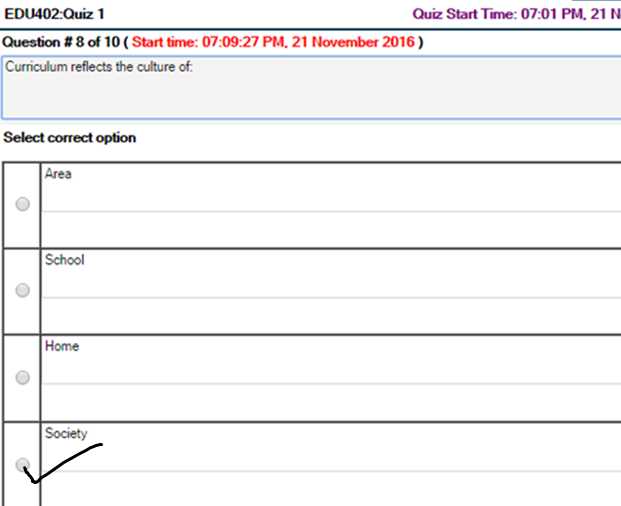 EDU402:Quiz 1 Quiz Start Time: 07:01 PM, 21 N
Question # 8 of 10 ( Start time: 07:09:27 PM, 21 November 2016 )
Curriculum reflects the culture of:
Select correct option
Area
School
Home
Society